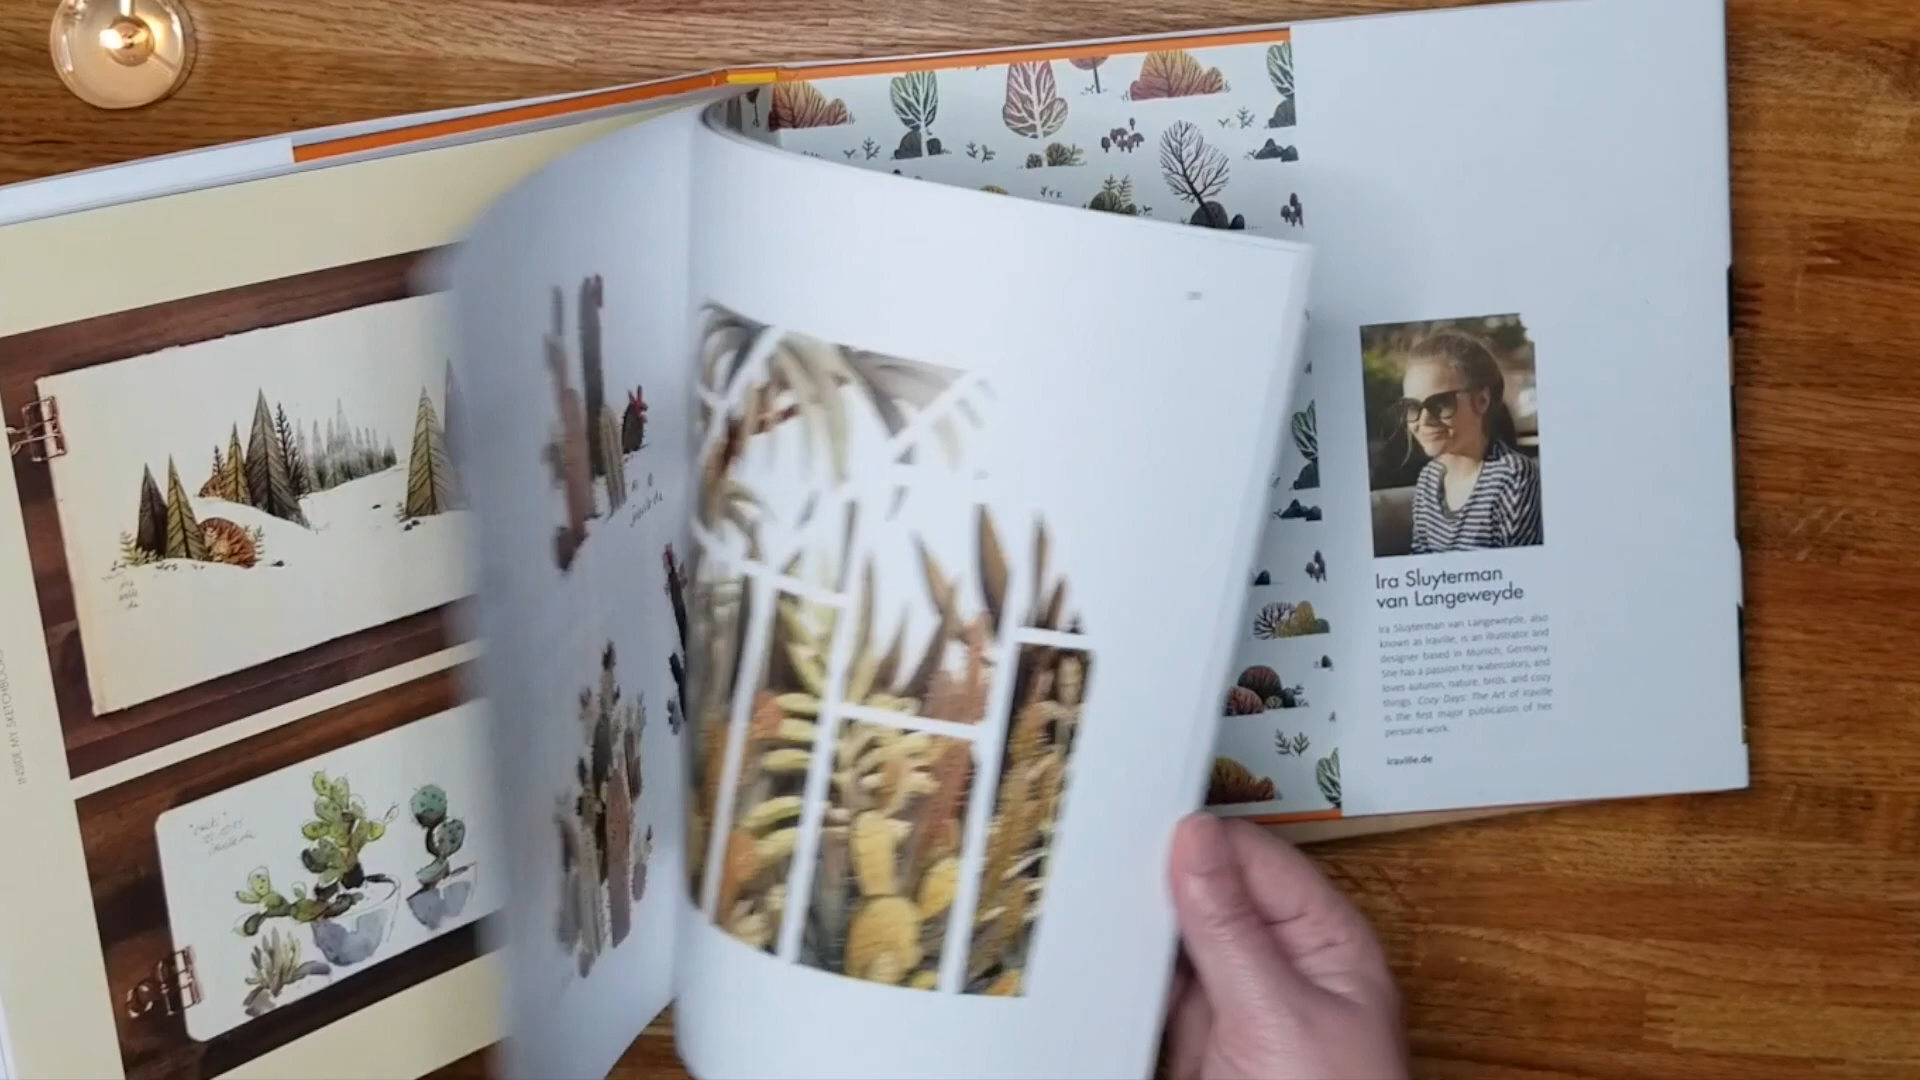 INSIDE MY SKETCHBOOKS
Ira Sluyterman
van Langeweyde
Ira Sluyterman van Langeweyde, also
known as Iraville, is an illustrator and
designer based in Munich, Germany.
She has a passion for watercolors, and
loves autumn, nature, birds, and cozy
things. Cozy Days: The Art of Iraville
is the first major publication of her
personal work.
iraville.de